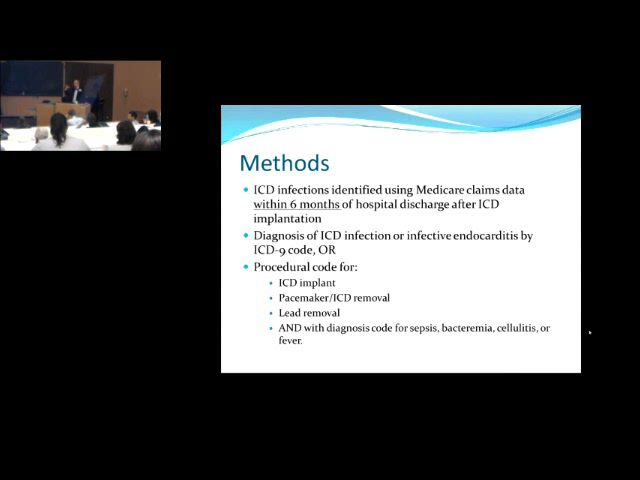 Methods
ICD infections identified using Medicare claims data
within 6 months of hospital discharge after ICD
implantation
Diagnosis of ICD infection or infective endocarditis by
ICD-9 code, OR
Procedural code for:
ICD implant
Pacemaker/ICD removal
Lead removal
AND with diagnosis code for sepsis, bacteremia, cellulitis, or
fever.